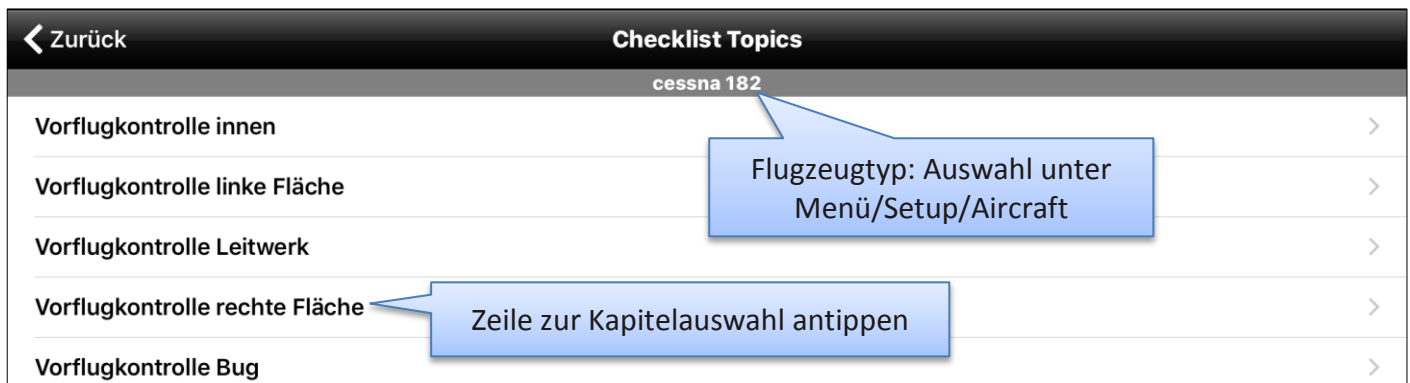 Zurück
Checklist Topics
cessna 182
Vorflugkontrolle innen
Flugzeugtyp: Auswahl unter
Menü/Setup/Aircraft
Vorflugkontrolle linke Fläche
Vorflugkontrolle Leitwerk
Vorflugkontrolle rechte Fläche
Zeile zur Kapitelauswahl antippen
Vorflugkontrolle Bug